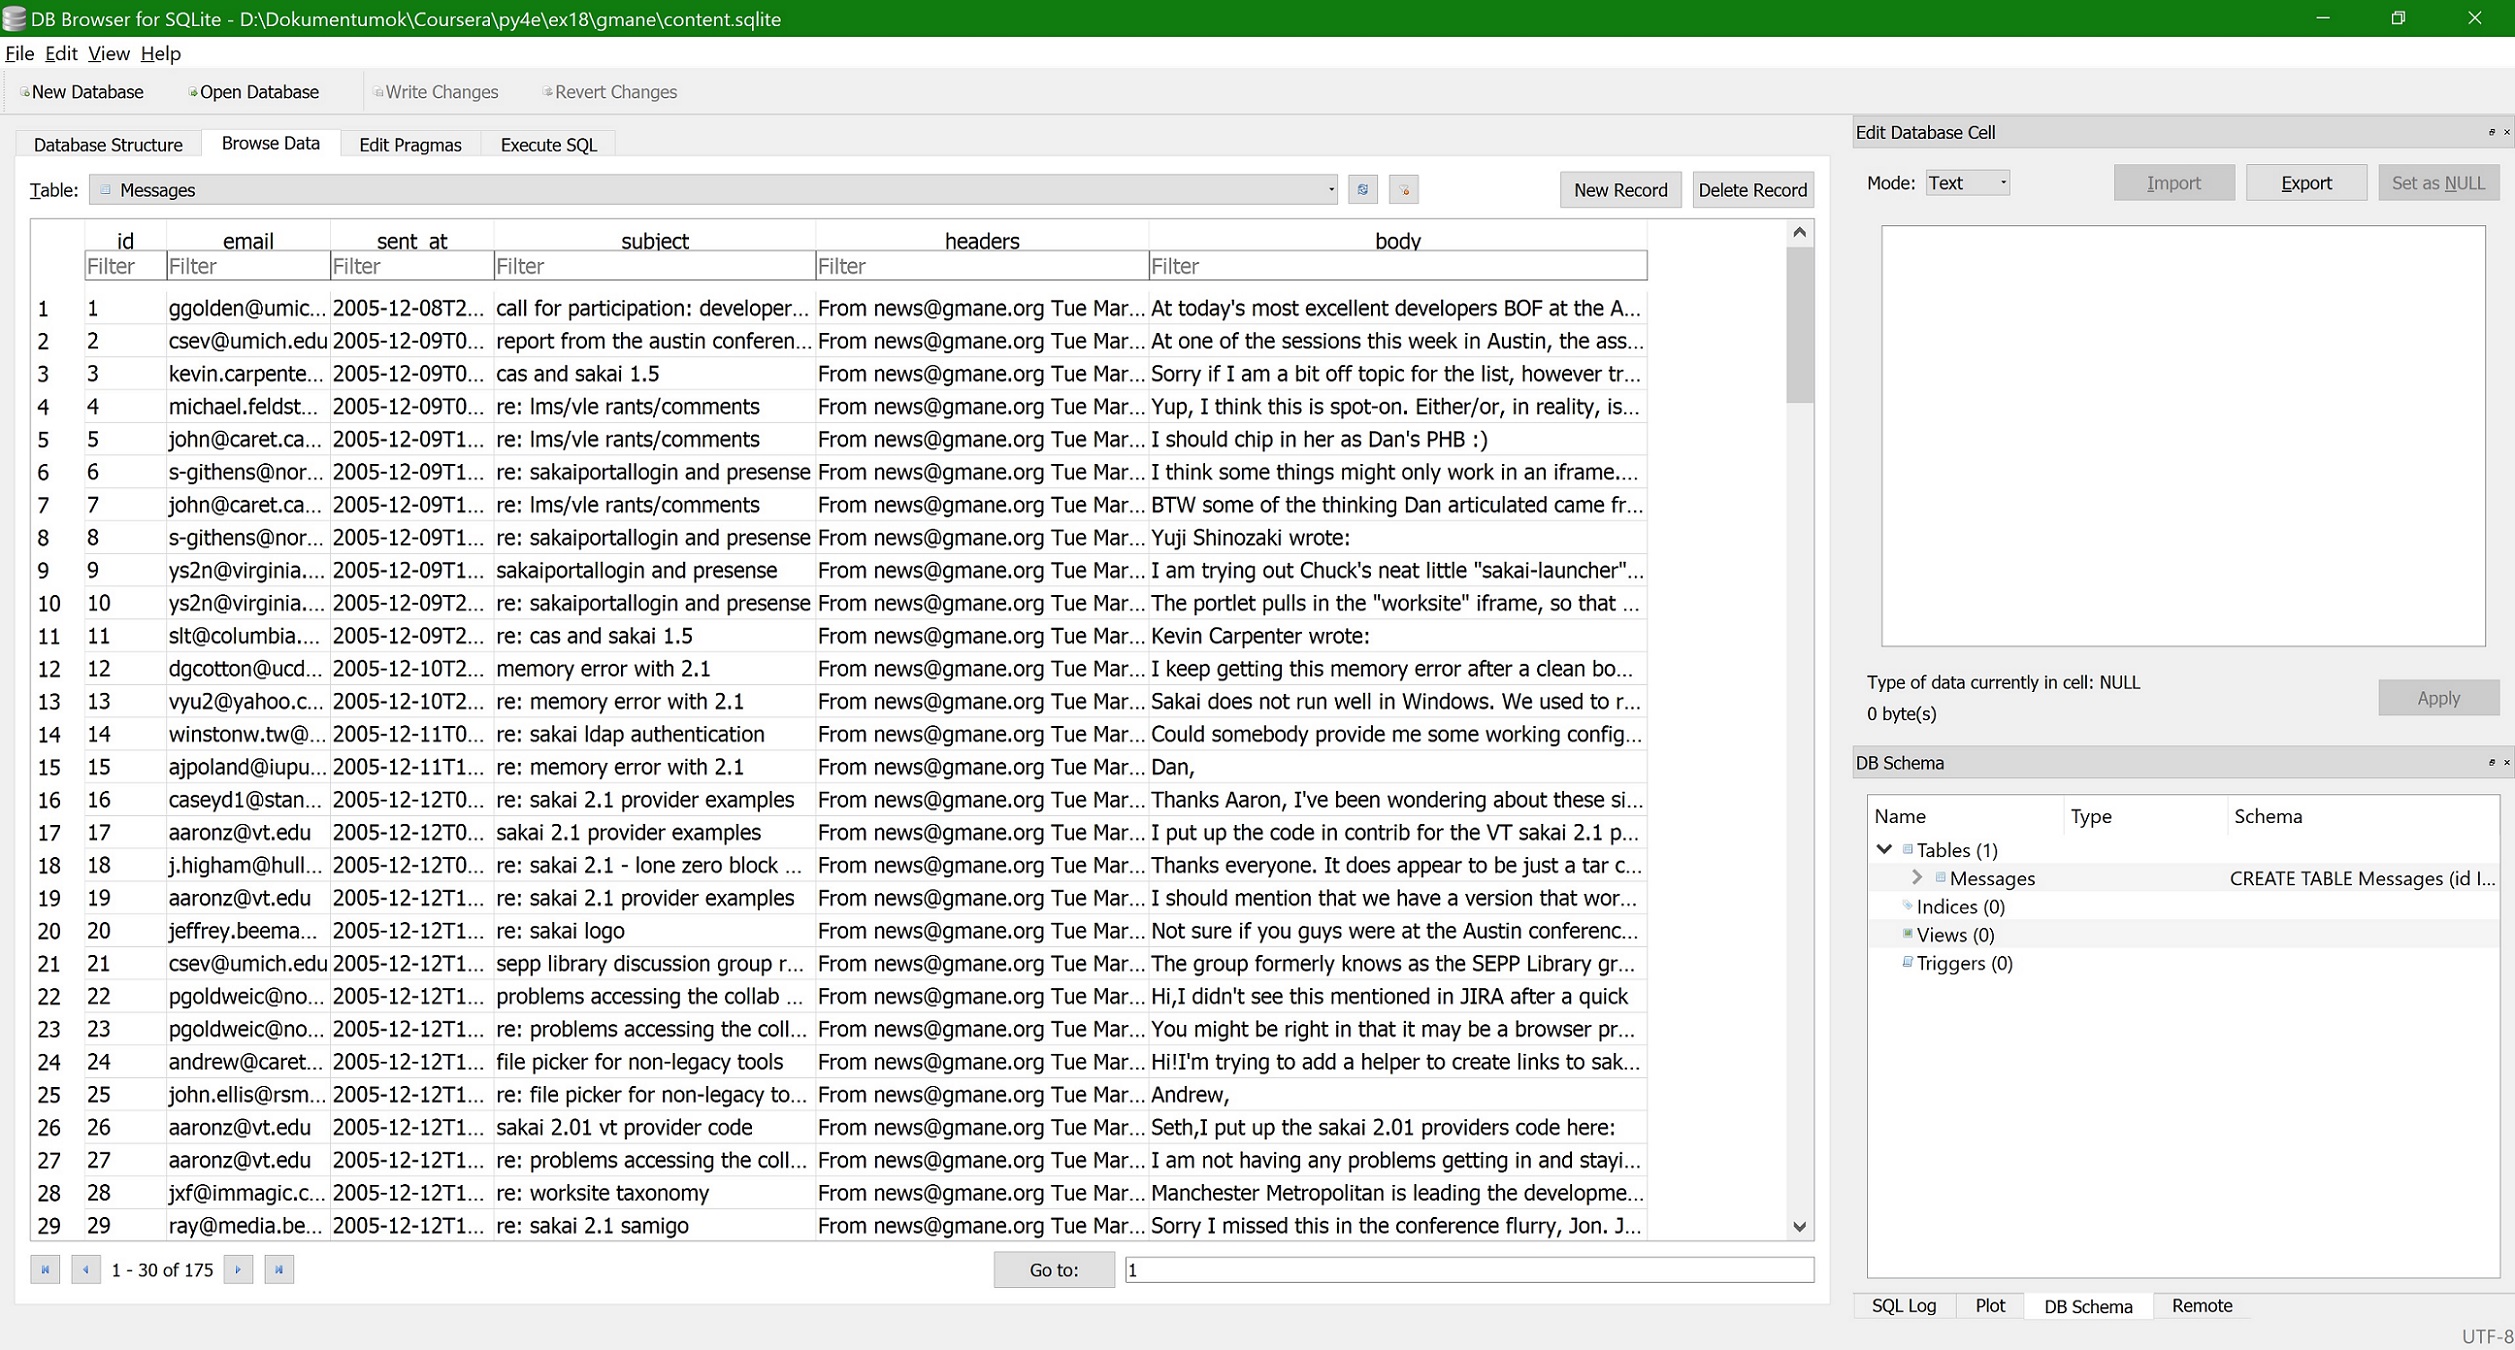 DB Browser for SQLite - D:\Dokumentumok\Coursera\py4e\ex18\gmane\content.sqlite
File Edit View Help
New Database Open Database Write Changes Revert Changes
Database Structure Browse Data Edit Pragmas Execute SQL
Table: Messages New Record Delete Record
id email sent_at subject headers body
Filter Filter Filter Filter Filter Filter
1 1 ggolden@umic... 2005-12-08T2... call for participation: developer... From news@gmane.org Tue Mar... At today's most excellent developers BOF at the A...
2 2 csev@umich.edu 2005-12-09T0... report from the austin conferen... From news@gmane.org Tue Mar... At one of the sessions this week in Austin, the ass...
3 3 kevin.carpente... 2005-12-09T0... cas and sakai 1.5 From news@gmane.org Tue Mar... Sorry if I am a bit off topic for the list, however tr...
4 4 michael.feldst... 2005-12-09T0... re: lms/vle rants/comments From news@gmane.org Tue Mar... Yup, I think this is spot-on. Either/or, in reality, is...
5 5 john@caret.ca... 2005-12-09T1... re: lms/vle rants/comments From news@gmane.org Tue Mar... I should chip in her as Dan's PHB :)
6 6 s-githens@nor... 2005-12-09T1... re: sakaiportallogin and presense From news@gmane.org Tue Mar... I think some things might only work in an iframe....
7 7 john@caret.ca... 2005-12-09T1... re: lms/vle rants/comments From news@gmane.org Tue Mar... BTW some of the thinking Dan articulated came fr...
8 8 s-githens@nor... 2005-12-09T1... re: sakaiportallogin and presense From news@gmane.org Tue Mar... Yuji Shinozaki wrote:
9 9 ys2n@virginia.... 2005-12-09T1... sakaiportallogin and presense From news@gmane.org Tue Mar... I am trying out Chuck's neat little "sakai-launcher"...
10 10 ys2n@virginia.... 2005-12-09T2... re: sakaiportallogin and presense From news@gmane.org Tue Mar... The portlet pulls in the "worksite" iframe, so that ...
11 11 slt@columbia.... 2005-12-09T2... re: cas and sakai 1.5 From news@gmane.org Tue Mar... Kevin Carpenter wrote:
12 12 dgcotton@ucd... 2005-12-10T2... memory error with 2.1 From news@gmane.org Tue Mar... I keep getting this memory error after a clean bo...
13 13 vyu2@yahoo.c... 2005-12-10T2... re: memory error with 2.1 From news@gmane.org Tue Mar... Sakai does not run well in Windows. We used to r...
14 14 winstonw.tw@... 2005-12-11T0... re: sakai ldap authentication From news@gmane.org Tue Mar... Could somebody provide me some working config...
15 15 ajpoland@iupu... 2005-12-11T1... re: memory error with 2.1 From news@gmane.org Tue Mar... Dan,
16 16 caseyd1@stan... 2005-12-12T0... re: sakai 2.1 provider examples From news@gmane.org Tue Mar... Thanks Aaron, I've been wondering about these si...
17 17 aaronz@vt.edu 2005-12-12T0... sakai 2.1 provider examples From news@gmane.org Tue Mar... I put up the code in contrib for the VT sakai 2.1 p...
18 18 j.higham@hull... 2005-12-12T0... re: sakai 2.1 - lone zero block ... From news@gmane.org Tue Mar... Thanks everyone. It does appear to be just a tar c...
19 19 aaronz@vt.edu 2005-12-12T1... re: sakai 2.1 provider examples From news@gmane.org Tue Mar... I should mention that we have a version that wor...
20 20 jeffrey.beema... 2005-12-12T1... re: sakai logo From news@gmane.org Tue Mar... Not sure if you guys were at the Austin conferenc...
21 21 csev@umich.edu 2005-12-12T1... sepp library discussion group r... From news@gmane.org Tue Mar... The group formerly knows as the SEPP Library gr...
22 22 pgoldweic@no... 2005-12-12T1... problems accessing the collab ... From news@gmane.org Tue Mar... Hi,I didn't see this mentioned in JIRA after a quick
23 23 pgoldweic@no... 2005-12-12T1... re: problems accessing the coll... From news@gmane.org Tue Mar... You might be right in that it may be a browser pr...
24 24 andrew@caret... 2005-12-12T1... file picker for non-legacy tools From news@gmane.org Tue Mar... Hi!I'm trying to add a helper to create links to sak...
25 25 john.ellis@rsm... 2005-12-12T1... re: file picker for non-legacy to... From news@gmane.org Tue Mar... Andrew,
26 26 aaronz@vt.edu 2005-12-12T1... sakai 2.01 vt provider code From news@gmane.org Tue Mar... Seth,I put up the sakai 2.01 providers code here:
27 27 aaronz@vt.edu 2005-12-12T1... re: problems accessing the coll... From news@gmane.org Tue Mar... I am not having any problems getting in and stayi...
28 28 jxf@immagic.c... 2005-12-12T1... re: worksite taxonomy From news@gmane.org Tue Mar... Manchester Metropolitan is leading the developme...
29 29 ray@media.be... 2005-12-12T1... re: sakai 2.1 samigo From news@gmane.org Tue Mar... Sorry I missed this in the conference flurry, Jon. J...
1 - 30 of 175 Go to: 1
Edit Database Cell
Mode: Text Import Export Set as NULL
Type of data currently in cell: NULL
0 byte(s)
Apply
DB Schema
Name Type Schema
Tables (1)
Messages CREATE TABLE Messages (id I...
Indices (0)
Views (0)
Triggers (0)
SQL Log Plot DB Schema Remote
UTF-8